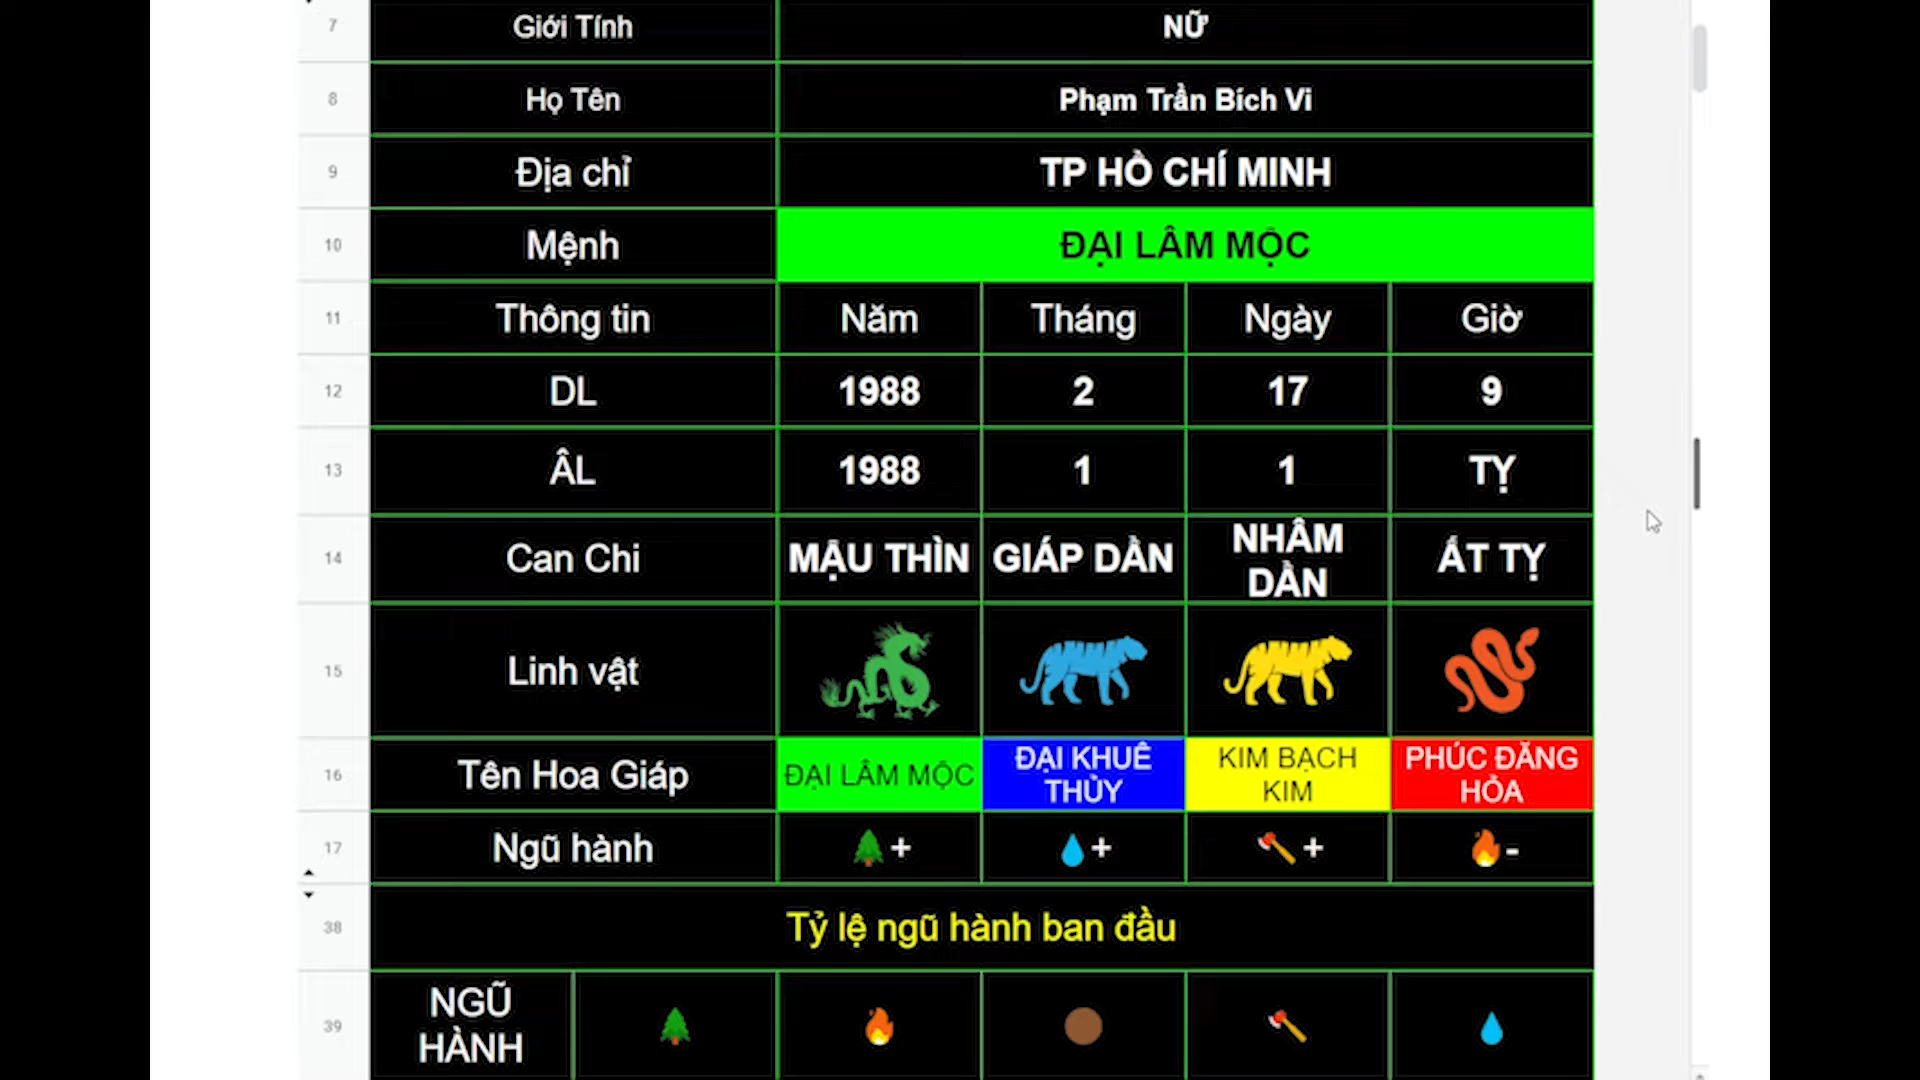 7 Giới Tính NỮ
8 Họ Tên Phạm Trần Bích Vi
9 Địa chỉ TP HỒ CHÍ MINH
10 Mệnh ĐẠI LÂM MỘC
11 Thông tin Năm Tháng Ngày Giờ
12 DL 1988 2 17 9
13 ÂL 1988 1 1 TỴ
14 Can Chi MẬU THÌN GIÁP DẦN NHÂM DẦN ẤT TỴ
15 Linh vật
16 Tên Hoa Giáp ĐẠI LÂM MỘC ĐẠI KHUÊ THỦY KIM BẠCH KIM PHÚC ĐĂNG HỎA
17 Ngũ hành + + + -
38 Tỷ lệ ngũ hành ban đầu
39 NGŨ HÀNH